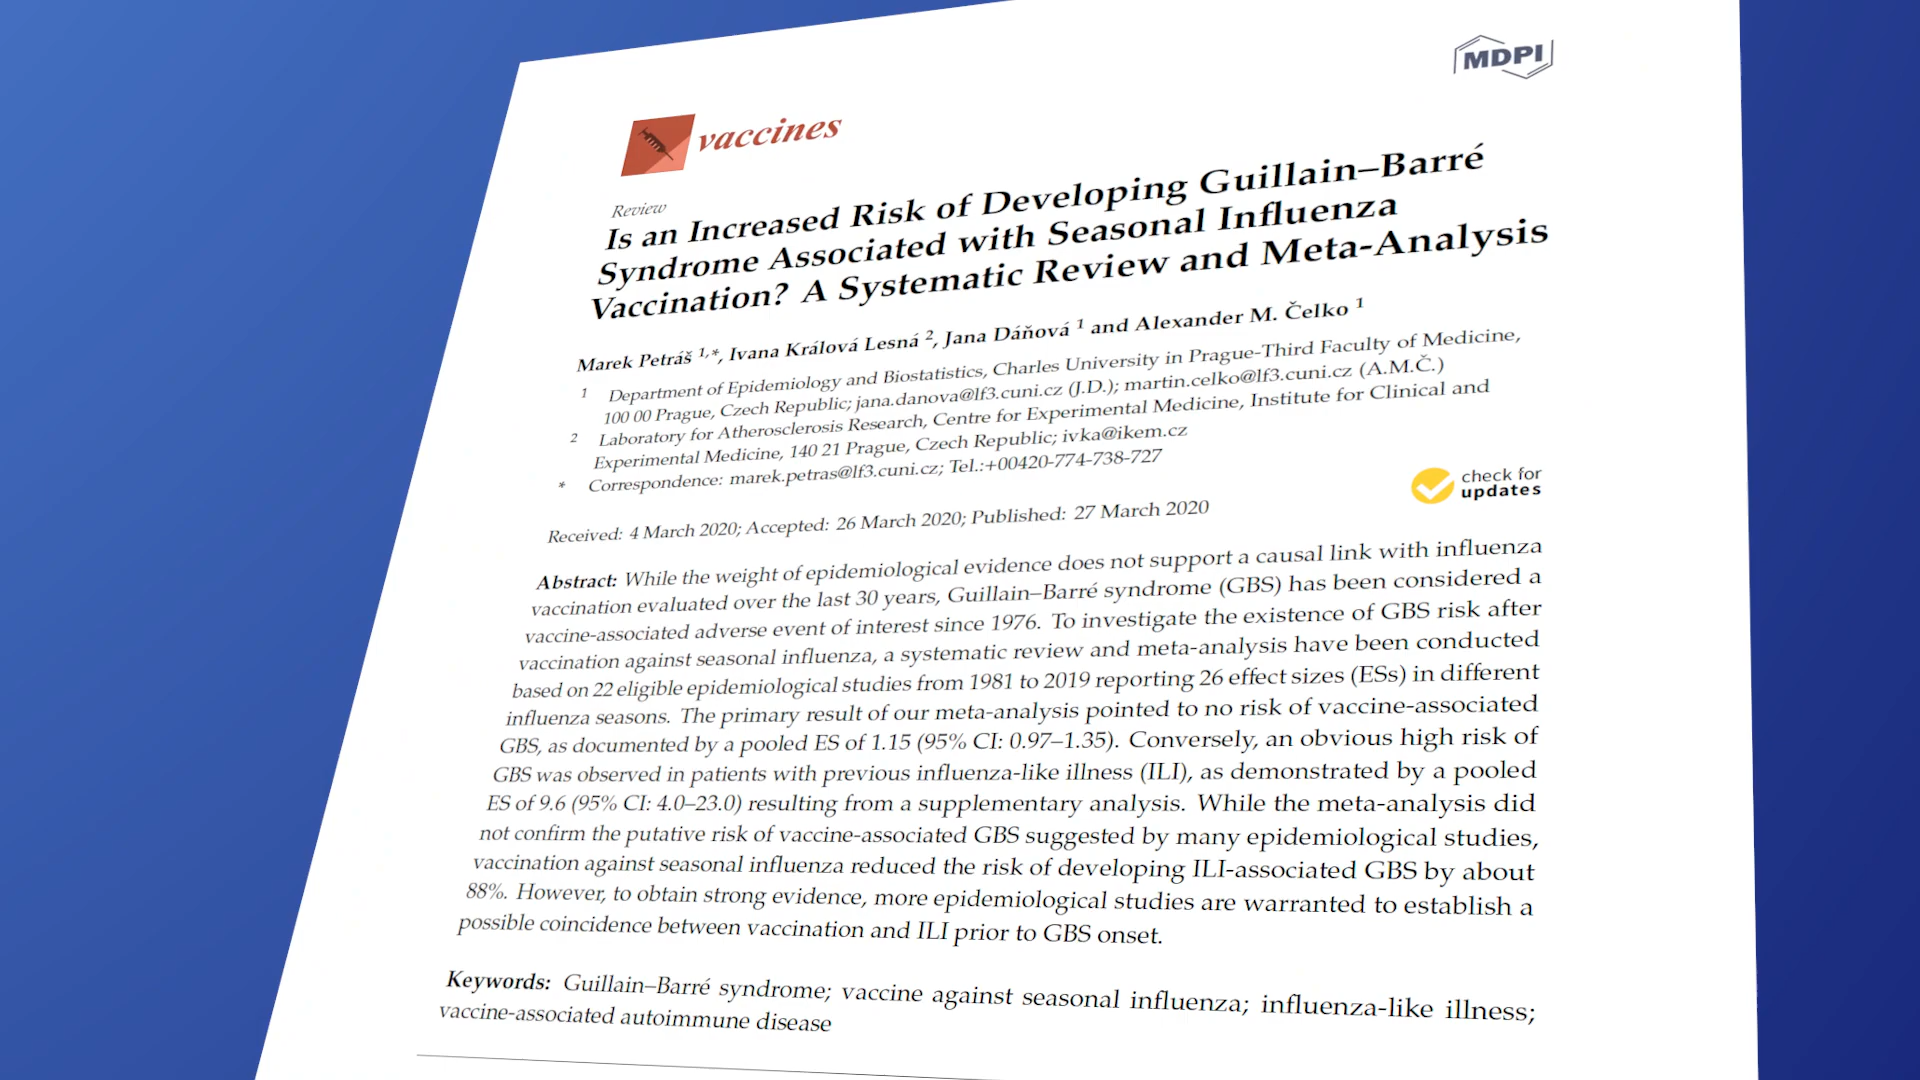 MDPI
vaccines
Review
Is an Increased Risk of Developing Guillain–Barré
Syndrome Associated with Seasonal Influenza
Vaccination? A Systematic Review and Meta-Analysis
Marek Petráš 1,*, Ivana Králová Lesná 2, Jana Dáňová 1 and Alexander M. Čelko 1
1 Department of Epidemiology and Biostatistics, Charles University in Prague-Third Faculty of Medicine,
100 00 Prague, Czech Republic; jana.danova@lf3.cuni.cz (J.D.); martin.celko@lf3.cuni.cz (A.M.Č.)
2 Laboratory for Atherosclerosis Research, Centre for Experimental Medicine, Institute for Clinical and
Experimental Medicine, 140 21 Prague, Czech Republic; ivka@ikem.cz
* Correspondence: marek.petras@lf3.cuni.cz; Tel.:+00420-774-738-727
check for
updates
Received: 4 March 2020; Accepted: 26 March 2020; Published: 27 March 2020
Abstract: While the weight of epidemiological evidence does not support a causal link with influenza
vaccination evaluated over the last 30 years, Guillain–Barré syndrome (GBS) has been considered a
vaccine-associated adverse event of interest since 1976. To investigate the existence of GBS risk after
vaccination against seasonal influenza, a systematic review and meta-analysis have been conducted
based on 22 eligible epidemiological studies from 1981 to 2019 reporting 26 effect sizes (ESs) in different
influenza seasons. The primary result of our meta-analysis pointed to no risk of vaccine-associated
GBS, as documented by a pooled ES of 1.15 (95% CI: 0.97–1.35). Conversely, an obvious high risk of
GBS was observed in patients with previous influenza-like illness (ILI), as demonstrated by a pooled
ES of 9.6 (95% CI: 4.0–23.0) resulting from a supplementary analysis. While the meta-analysis did
not confirm the putative risk of vaccine-associated GBS suggested by many epidemiological studies,
vaccination against seasonal influenza reduced the risk of developing ILI-associated GBS by about
88%. However, to obtain strong evidence, more epidemiological studies are warranted to establish a
possible coincidence between vaccination and ILI prior to GBS onset.
Keywords: Guillain–Barré syndrome; vaccine against seasonal influenza; influenza-like illness;
vaccine-associated autoimmune disease